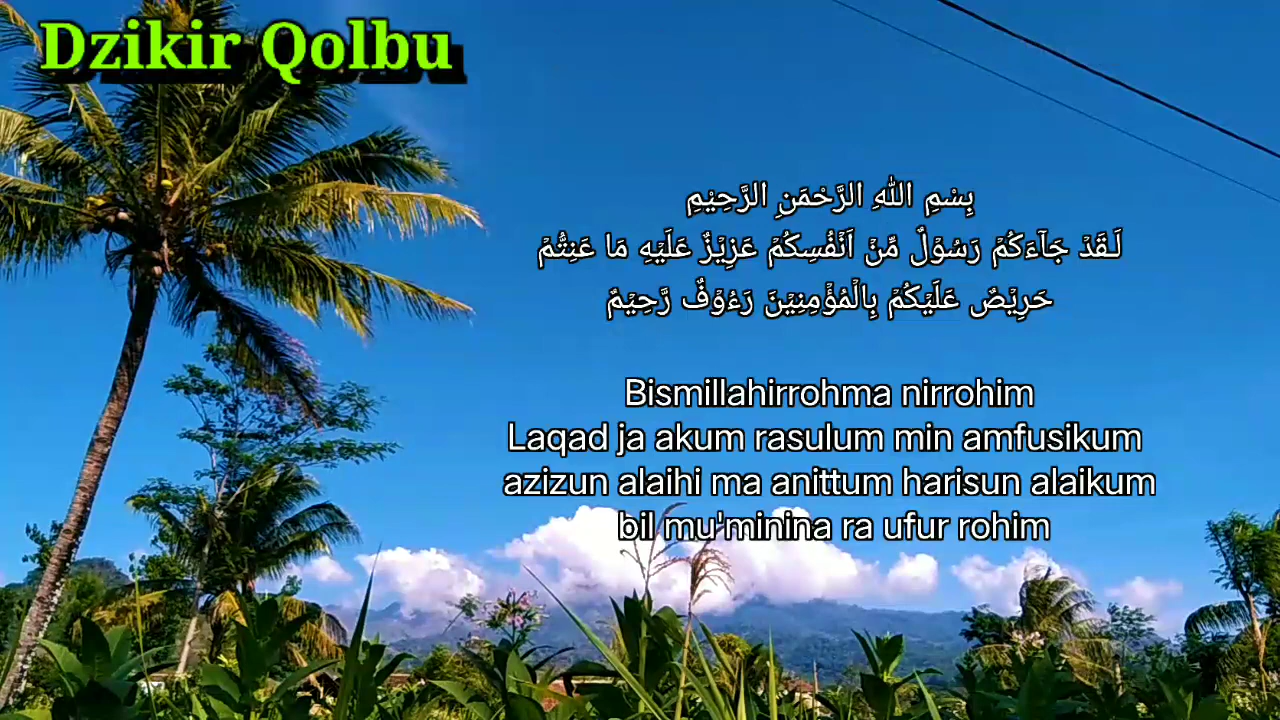 Dzikir Qolbu
بِسْمِ اللّٰهِ الرَّحْمَنِ الرَّحِيْمِ
لَـقَدْ جَآءَكُمْ رَسُوْلٌ مِّنْ اَنْفُسِكُمْ عَزِيْزٌ عَلَيْهِ مَا عَنِتُّمْ
حَرِيْصٌ عَلَيْكُمْ بِالْمُؤْمِنِيْنَ رَءُوْفٌ رَّحِيْمٌ
Bismillahirrohma nirrohim
Laqad ja akum rasulum min amfusikum
azizun alaihi ma anittum harisun alaikum
bil mu'minina ra ufur rohim